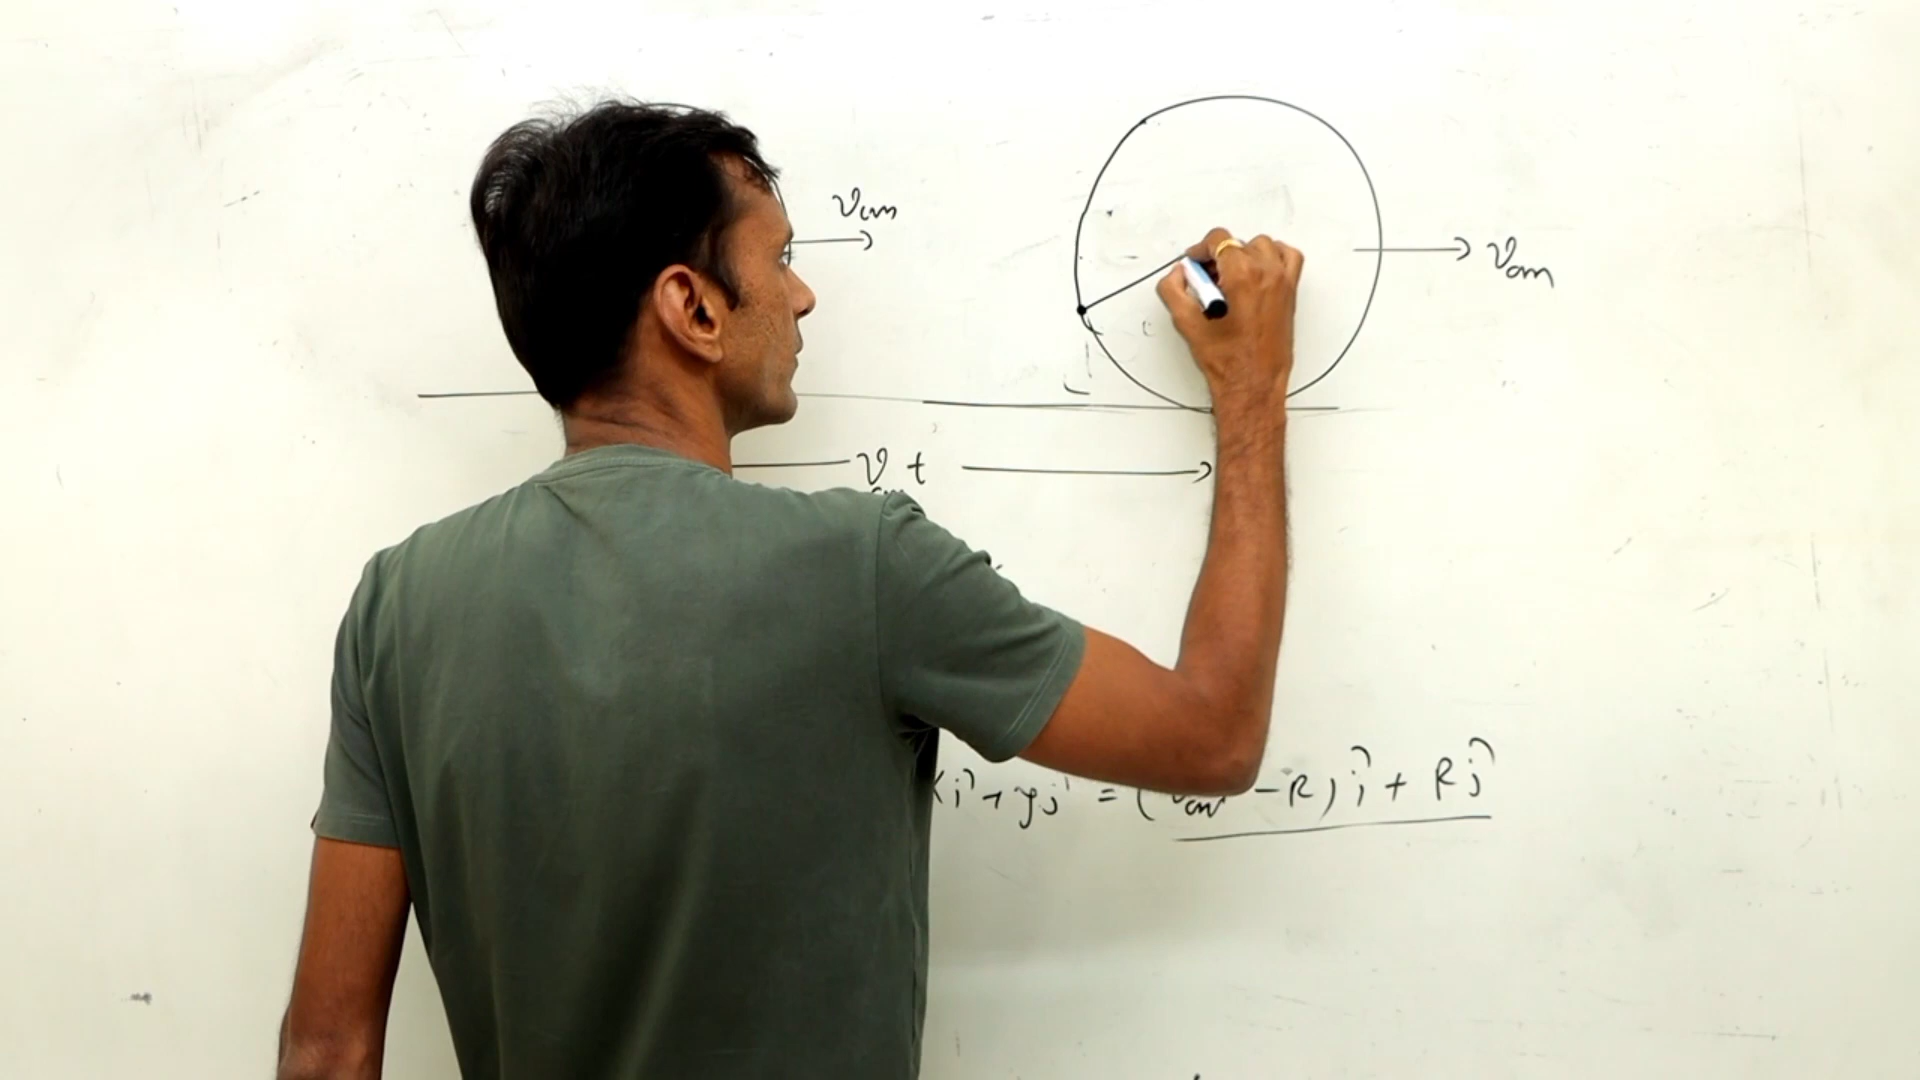 v_cm
v_cm
v_cm t
x î + y ĵ = (v_cm - R) î + R ĵ